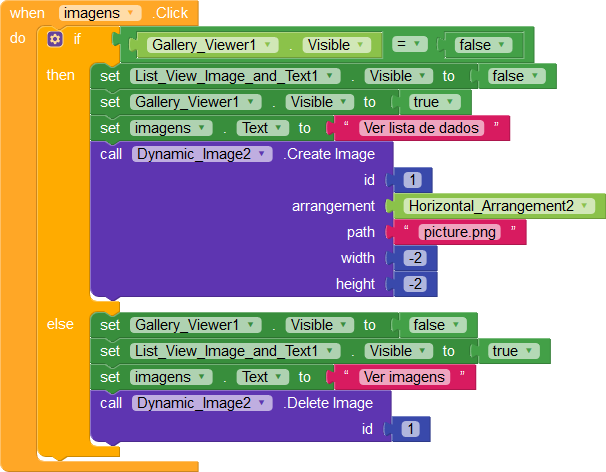 when imagens .Click
do if Gallery_Viewer1 . Visible = false
then set List_View_Image_and_Text1 . Visible to false
set Gallery_Viewer1 . Visible to true
set imagens . Text to “ Ver lista de dados ”
call Dynamic_Image2 .Create Image
id 1
arrangement Horizontal_Arrangement2
path “ picture.png ”
width -2
height -2
else set Gallery_Viewer1 . Visible to false
set List_View_Image_and_Text1 . Visible to true
set imagens . Text to “ Ver imagens ”
call Dynamic_Image2 .Delete Image
id 1